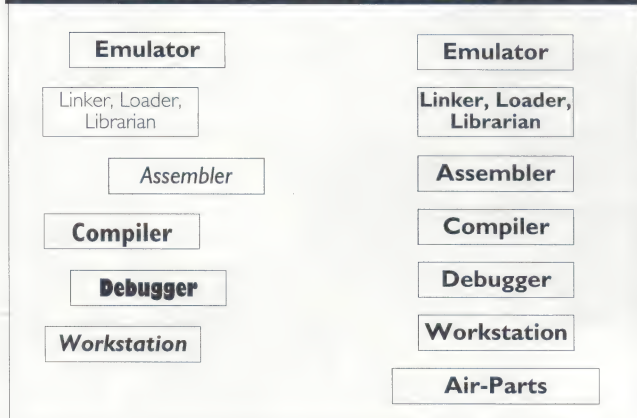 Emulator
Linker, Loader,
Librarian
Assembler
Compiler
Debugger
Workstation
Emulator
Linker, Loader,
Librarian
Assembler
Compiler
Debugger
Workstation
Air-Parts